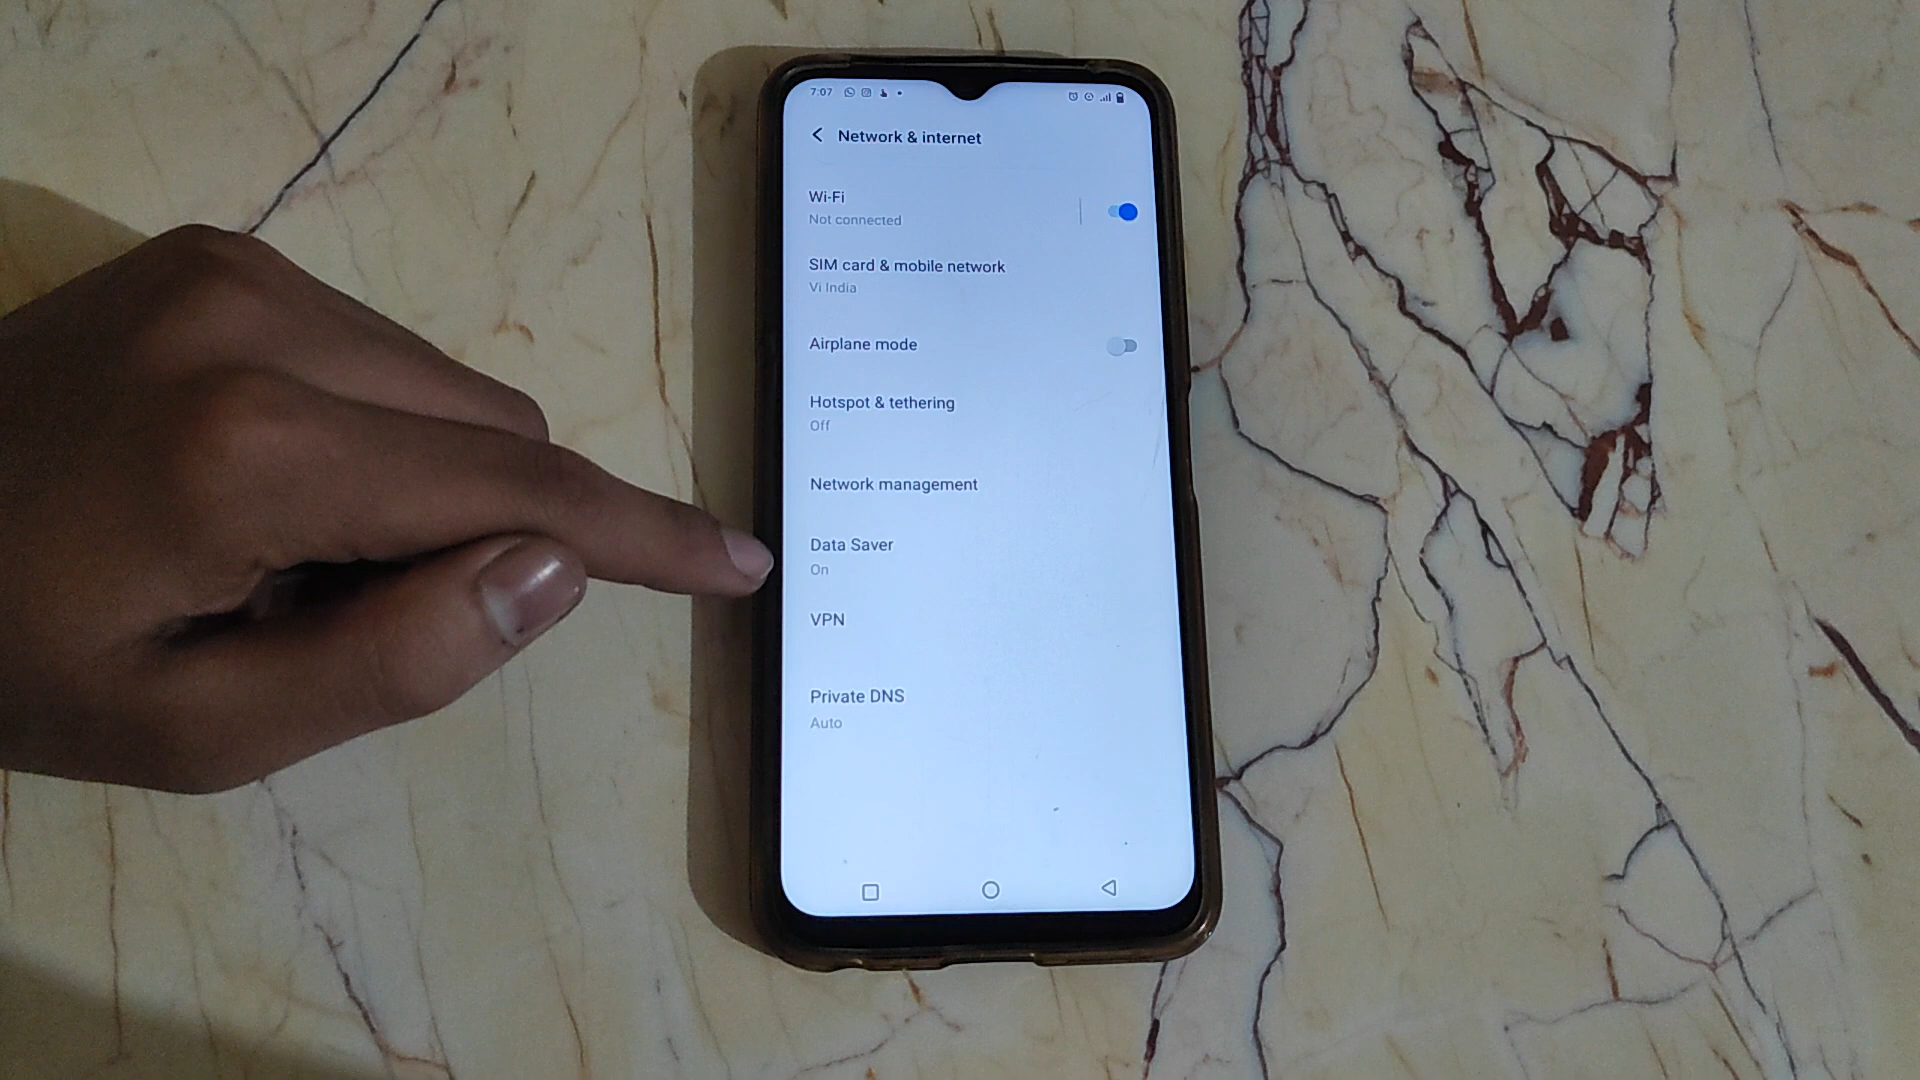 7:07
Network & internet
Wi-Fi
Not connected
SIM card & mobile network
Vi India
Airplane mode
Hotspot & tethering
Off
Network management
Data Saver
On
VPN
Private DNS
Auto